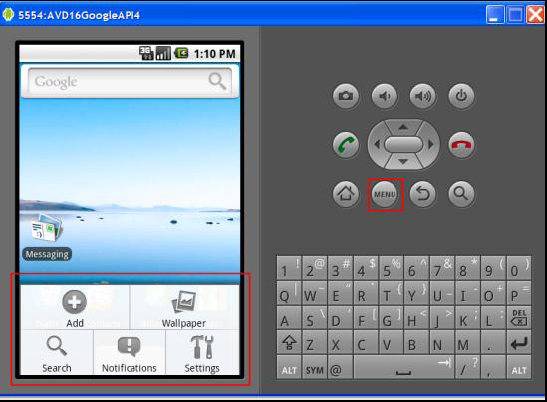 5554:AVD16GoogleAPI4
3G 1:10 PM
Google
Messaging
Add Wallpaper
Search Notifications Settings
MENU
1 ! 2 @ 3 # 4 $ 5 % 6 ^ 7 & 8 * 9 ( 0 )
Q | W ~ E " R ` T { Y } U _ I - O + P =
A S \ D ' F [ G ] H < J > K ; L : DEL
Z X C V B N M .
ALT SYM @ / ? , ALT